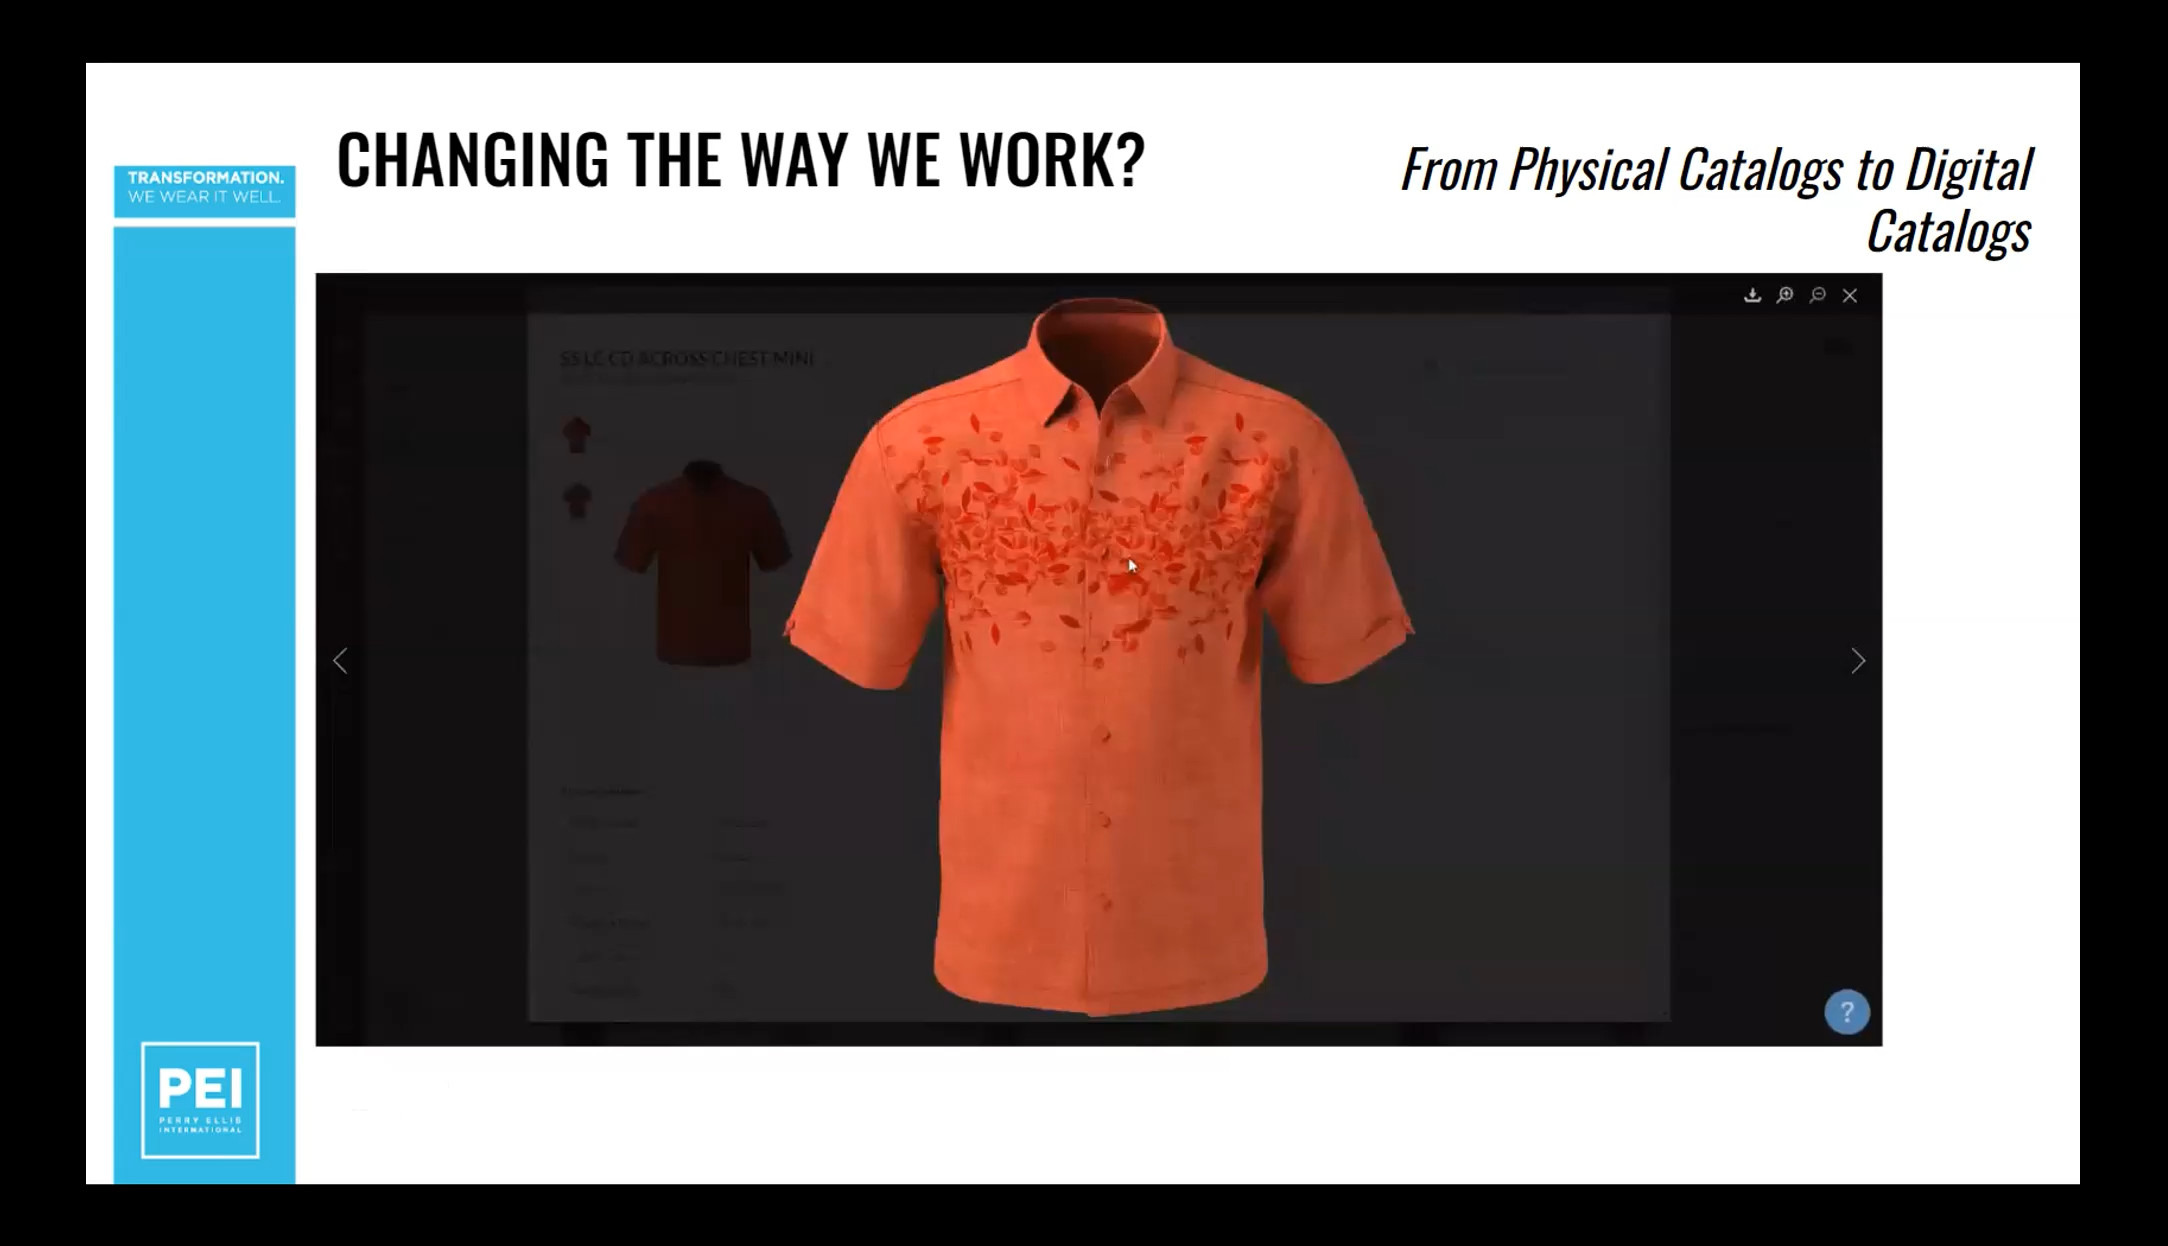 TRANSFORMATION.
WE WEAR IT WELL.
CHANGING THE WAY WE WORK?
From Physical Catalogs to Digital
Catalogs
SS LC CD ACROSS CHEST MINI
?
PEI
PERRY ELLIS
INTERNATIONAL